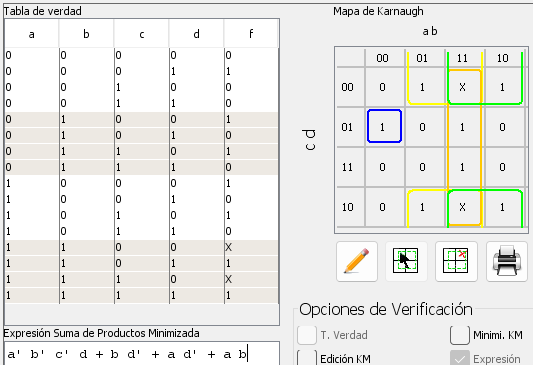 Tabla de verdad
a b c d f
0 0 0 0 0
0 0 0 1 1
0 0 1 0 0
0 0 1 1 0
0 1 0 0 1
0 1 0 1 0
0 1 1 0 1
0 1 1 1 0
1 0 0 0 1
1 0 0 1 0
1 0 1 0 1
1 0 1 1 0
1 1 0 0 X
1 1 0 1 1
1 1 1 0 X
1 1 1 1 1
Expresión Suma de Productos Minimizada
a' b' c' d + b d' + a d' + a b
Mapa de Karnaugh
a b
00 01 11 10
c d
00 0 1 X 1
01 1 0 1 0
11 0 0 1 0
10 0 1 X 1
Opciones de Verificación
T. Verdad
Minimi. KM
Edición KM
Expresión